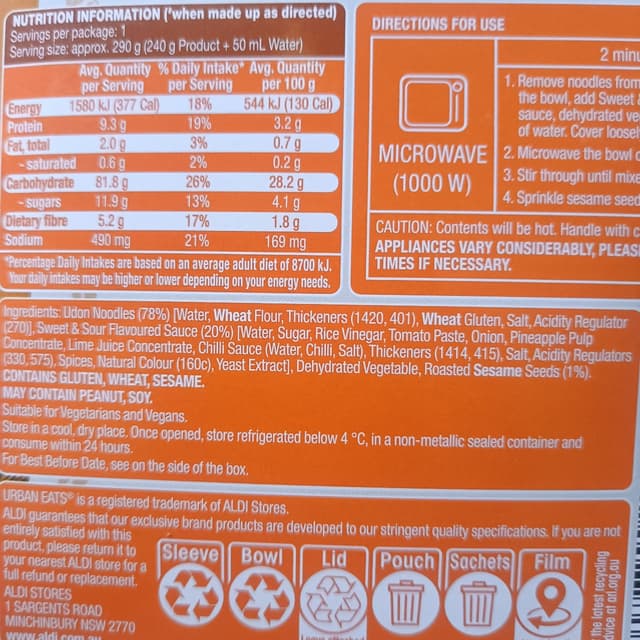 NUTRITION INFORMATION (*when made up as directed)
Servings per package: 1
Serving size: approx. 290 g (240 g Product + 50 mL Water)
Avg. Quantity % Daily Intake* Avg. Quantity
per Serving per Serving per 100 g
Energy 1580 kJ (377 Cal) 18% 544 kJ (130 Cal)
Protein 9.3 g 19% 3.2 g
Fat, total 2.0 g 3% 0.7 g
- saturated 0.6 g 2% 0.2 g
Carbohydrate 81.8 g 26% 28.2 g
- sugars 11.9 g 13% 4.1 g
Dietary fibre 5.2 g 17% 1.8 g
Sodium 490 mg 21% 169 mg
*Percentage Daily Intakes are based on an average adult diet of 8700 kJ.
Your daily intakes may be higher or lower depending on your energy needs.
DIRECTIONS FOR USE
2 minu
MICROWAVE
(1000 W)
1. Remove noodles from
the bowl, add Sweet &
sauce, dehydrated ve
of water. Cover loosel
2. Microwave the bowl
3. Stir through until mixe
4. Sprinkle sesame seed
CAUTION: Contents will be hot. Handle with c
APPLIANCES VARY CONSIDERABLY, PLEAS
TIMES IF NECESSARY.
Ingredients: Udon Noodles (78%) [Water, Wheat Flour, Thickeners (1420, 401), Wheat Gluten, Salt, Acidity Regulator
(270)], Sweet & Sour Flavoured Sauce (20%) [Water, Sugar, Rice Vinegar, Tomato Paste, Onion, Pineapple Pulp
Concentrate, Lime Juice Concentrate, Chilli Sauce (Water, Chilli, Salt), Thickeners (1414, 415), Salt, Acidity Regulators
(330, 575), Spices, Natural Colour (160c), Yeast Extract], Dehydrated Vegetable, Roasted Sesame Seeds (1%).
CONTAINS GLUTEN, WHEAT, SESAME.
MAY CONTAIN PEANUT, SOY.
Suitable for Vegetarians and Vegans.
Store in a cool, dry place. Once opened, store refrigerated below 4 °C, in a non-metallic sealed container and
consume within 24 hours.
For Best Before Date, see on the side of the box.
URBAN EATS® is a registered trademark of ALDI Stores.
ALDI guarantees that our exclusive brand products are developed to our stringent quality specifications. If you are not
entirely satisfied with this
product, please return it to
your nearest ALDI store for a
full refund or replacement.
ALDI STORES
1 SARGENTS ROAD
MINCHINBURY NSW 2770
www.aldi.com.au
Sleeve Bowl Lid Pouch Sachets Film
the latest recycling
advice at arl.org.au